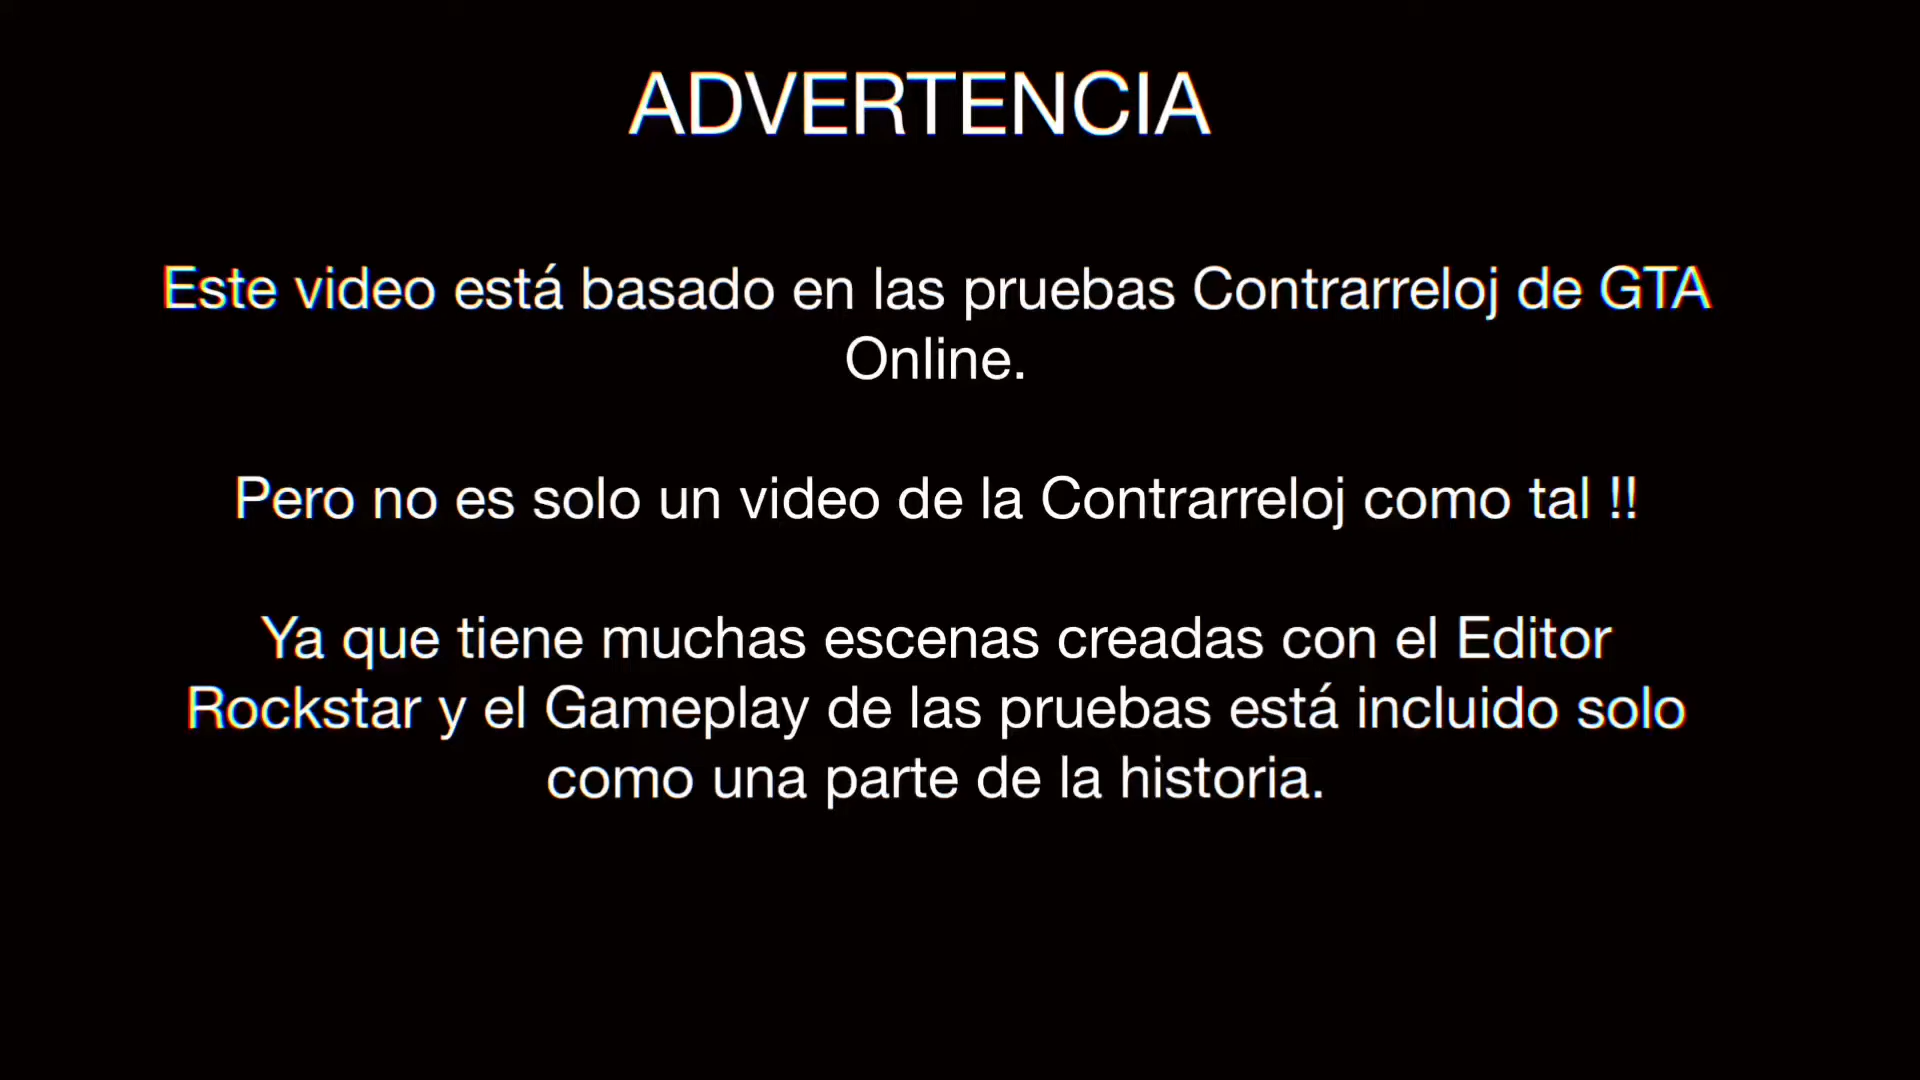 ADVERTENCIA
Este video está basado en las pruebas Contrarreloj de GTA
Online.
Pero no es solo un video de la Contrarreloj como tal !!
Ya que tiene muchas escenas creadas con el Editor
Rockstar y el Gameplay de las pruebas está incluido solo
como una parte de la historia.